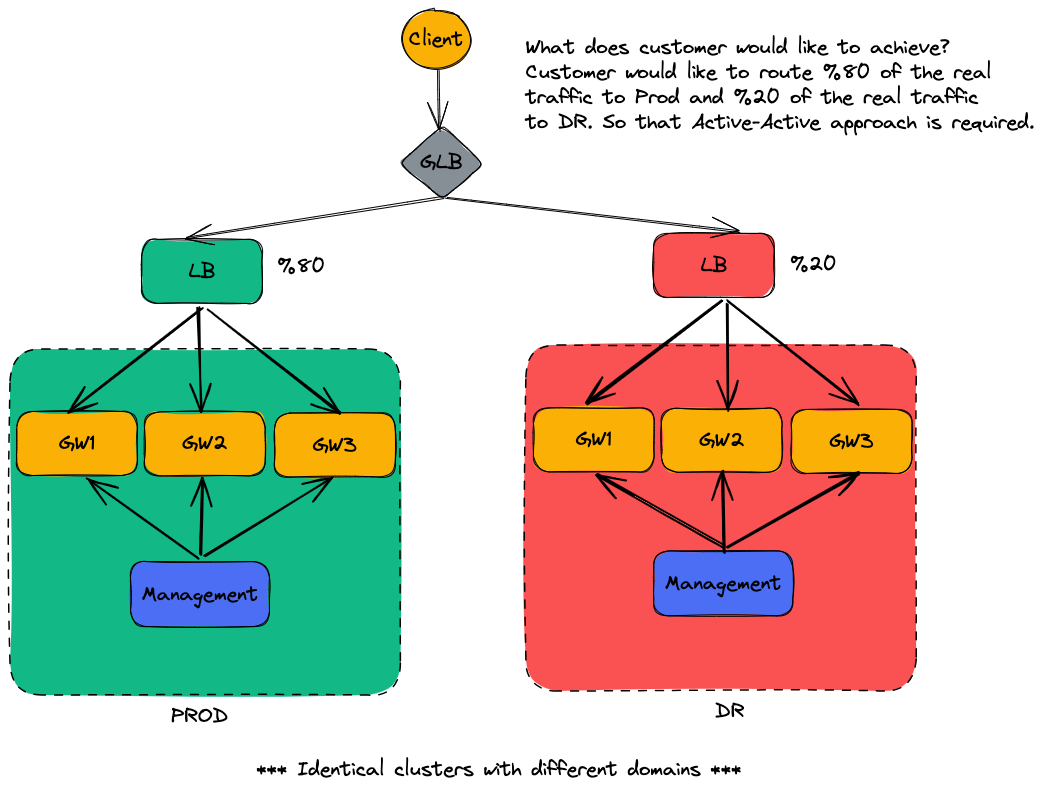 Client
What does customer would like to achieve?
Customer would like to route %80 of the real
traffic to Prod and %20 of the real traffic
to DR. So that Active-Active approach is required.
GLB
LB
%80
LB
%20
GW1
GW2
GW3
GW1
GW2
GW3
Management
Management
PROD
DR
*** Identical clusters with different domains ***